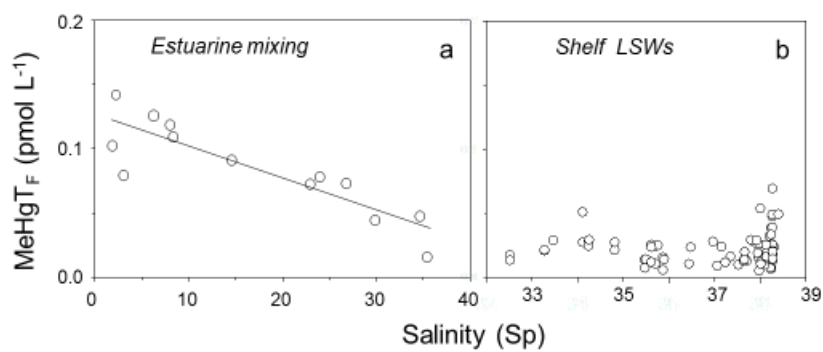 0.2
Estuarine mixing a
Shelf LSWs b
MeHgT_F (pmol L⁻¹)
0.1
0.0
0 10 20 30 40
33 35 37 39
Salinity (Sp)